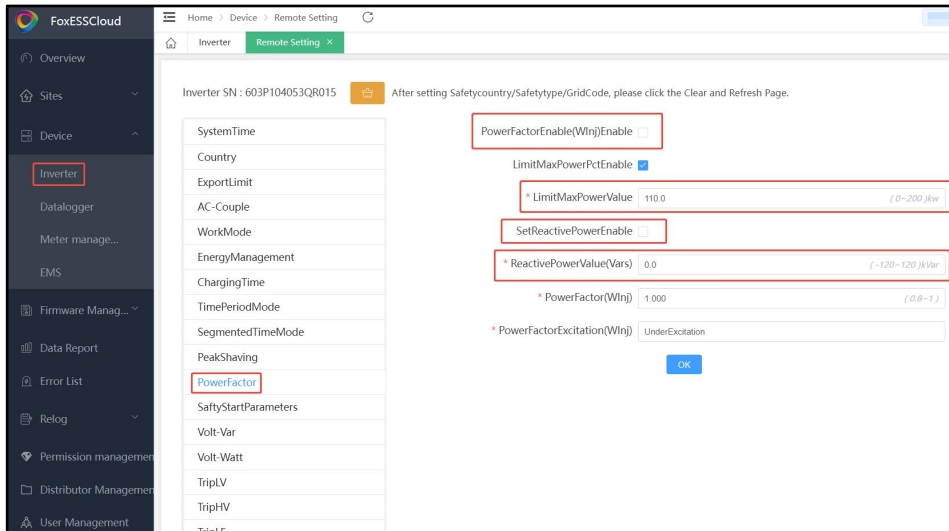 FoxESSCloud
Home > Device > Remote Setting
Inverter
Remote Setting ×
Overview
Sites
Device
Inverter
Datalogger
Meter manage...
EMS
Firmware Manag...
Data Report
Error List
Relog
Permission managemen
Distributor Managemen
User Management
Inverter SN : 603P104053QR015
After setting Safetycountry/Safetytype/GridCode, please click the Clear and Refresh Page.
SystemTime
Country
ExportLimit
AC-Couple
WorkMode
EnergyManagement
ChargingTime
TimePeriodMode
SegmentedTimeMode
PeakShaving
PowerFactor
SaftyStartParameters
Volt-Var
Volt-Watt
TripLV
TripHV
PowerFactorEnable(WInj)Enable
LimitMaxPowerPctEnable
* LimitMaxPowerValue 110.0 ( 0~200 )kw
SetReactivePowerEnable
* ReactivePowerValue(Vars) 0.0 ( -120~120 )kVar
* PowerFactor(WInj) 1.000 ( 0.8~1 )
* PowerFactorExcitation(WInj) UnderExcitation
OK